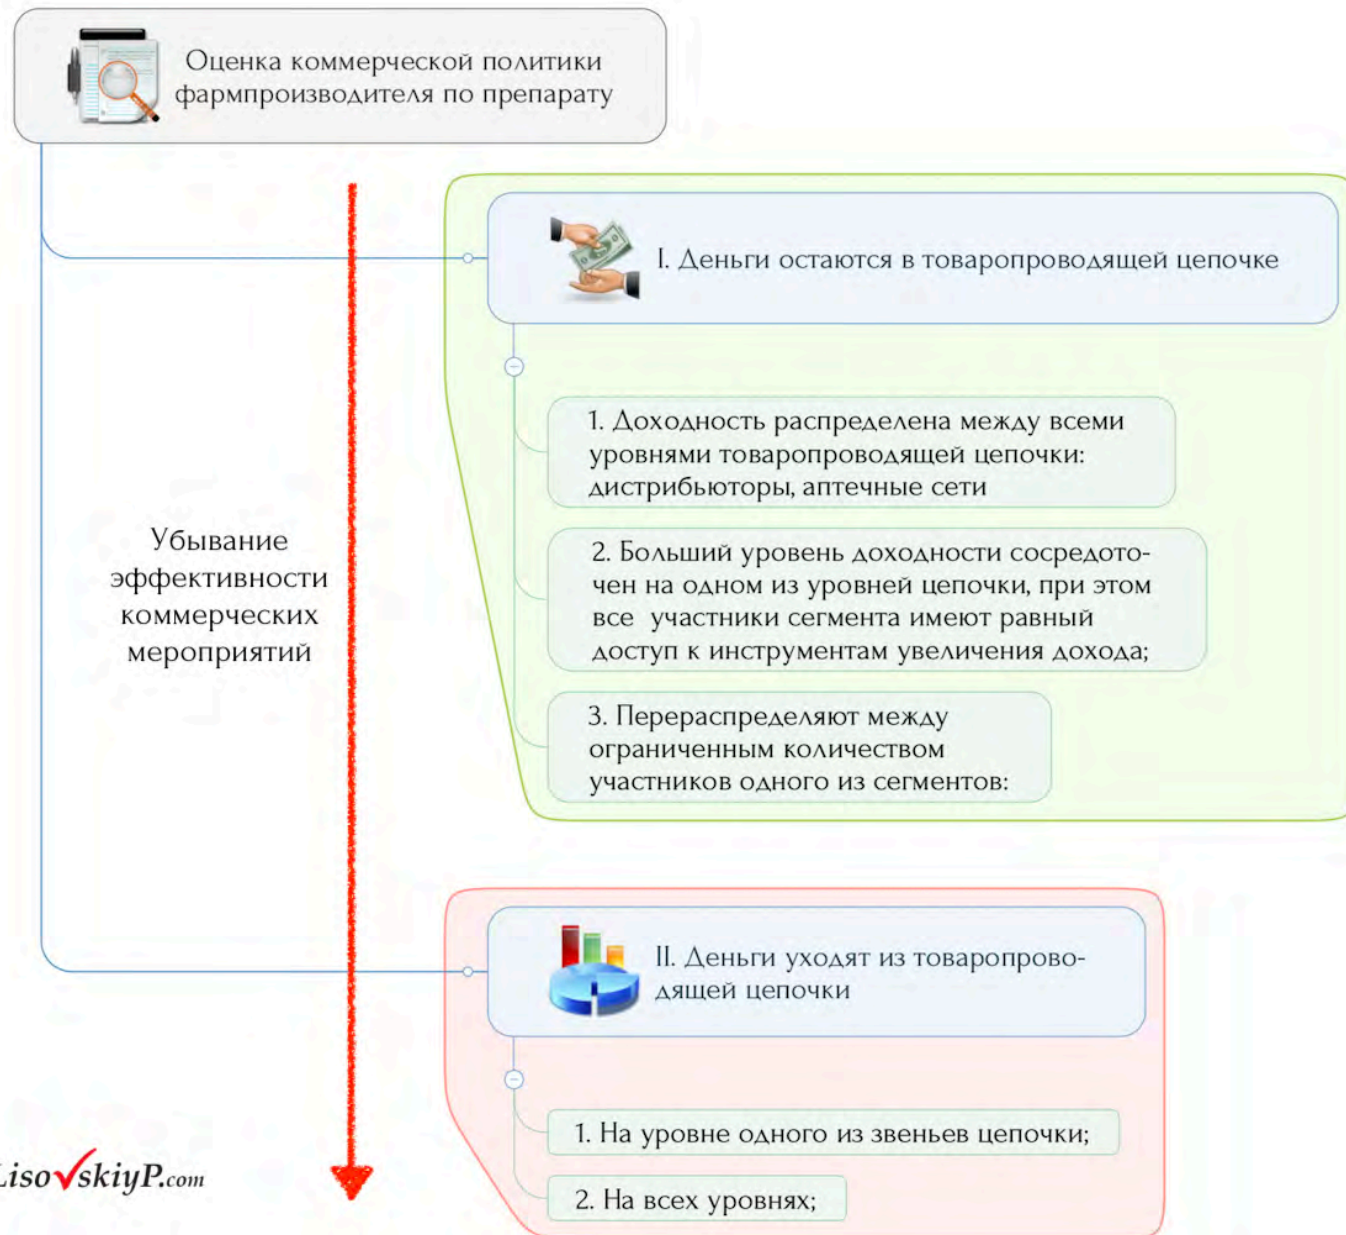 Оценка коммерческой политики
фармпроизводителя по препарату
I. Деньги остаются в товаропроводящей цепочке
1. Доходность распределена между всеми
уровнями товаропроводящей цепочки:
дистрибьюторы, аптечные сети
2. Больший уровень доходности сосредото-
чен на одном из уровней цепочки, при этом
все участники сегмента имеют равный
доступ к инструментам увеличения дохода;
3. Перераспределяют между
ограниченным количеством
участников одного из сегментов:
Убывание
эффективности
коммерческих
мероприятий
II. Деньги уходят из товаропрово-
дящей цепочки
1. На уровне одного из звеньев цепочки;
2. На всех уровнях;
LisovskiyP.com